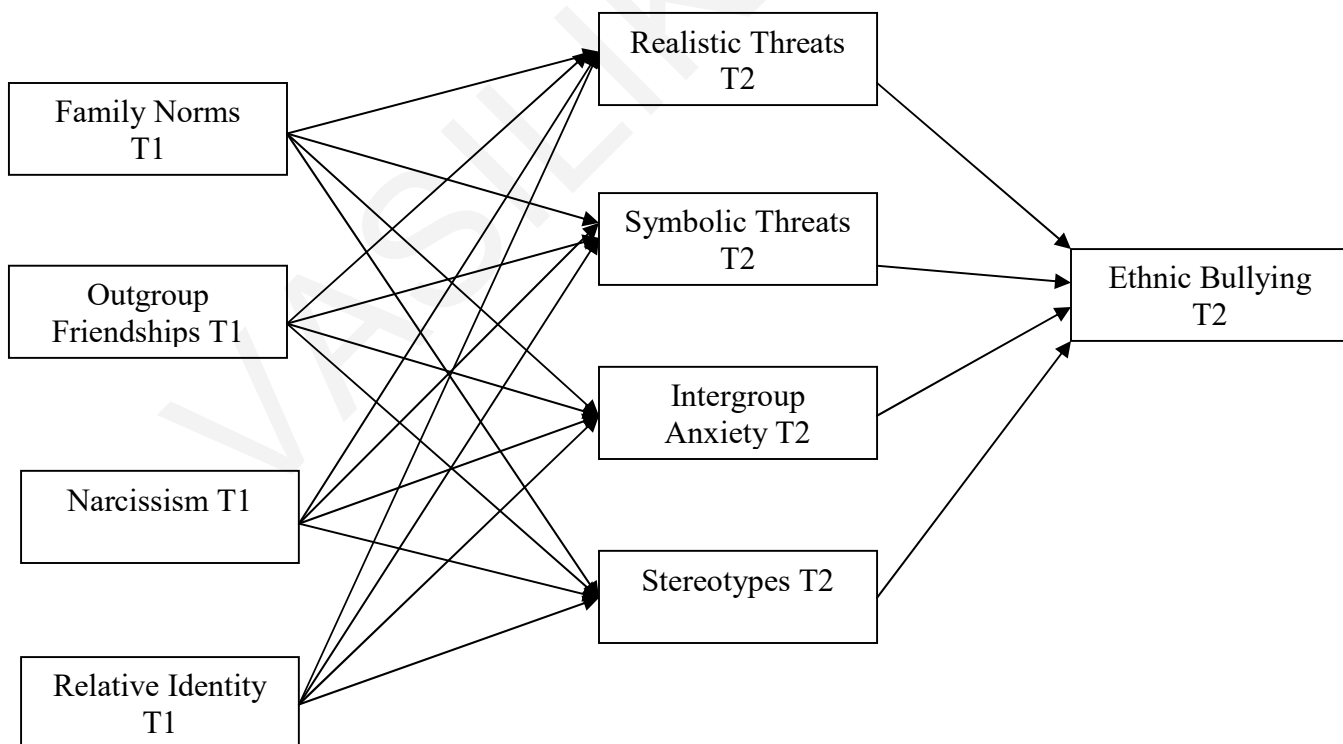 Realistic Threats
T2
Family Norms
T1
Symbolic Threats
T2
Outgroup
Friendships T1
Ethnic Bullying
T2
Intergroup
Anxiety T2
Narcissism T1
Stereotypes T2
Relative Identity
T1